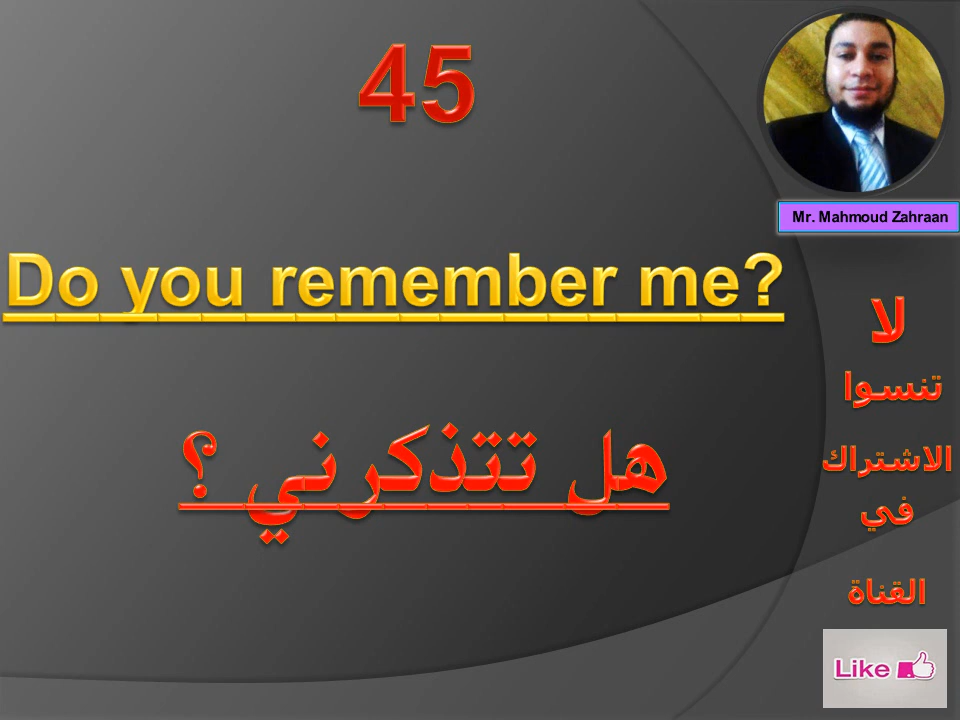 45
Mr. Mahmoud Zahraan
Do you remember me?
هل تتذكرني ؟
لا
تنسوا
الاشتراك
في
القناة
Like